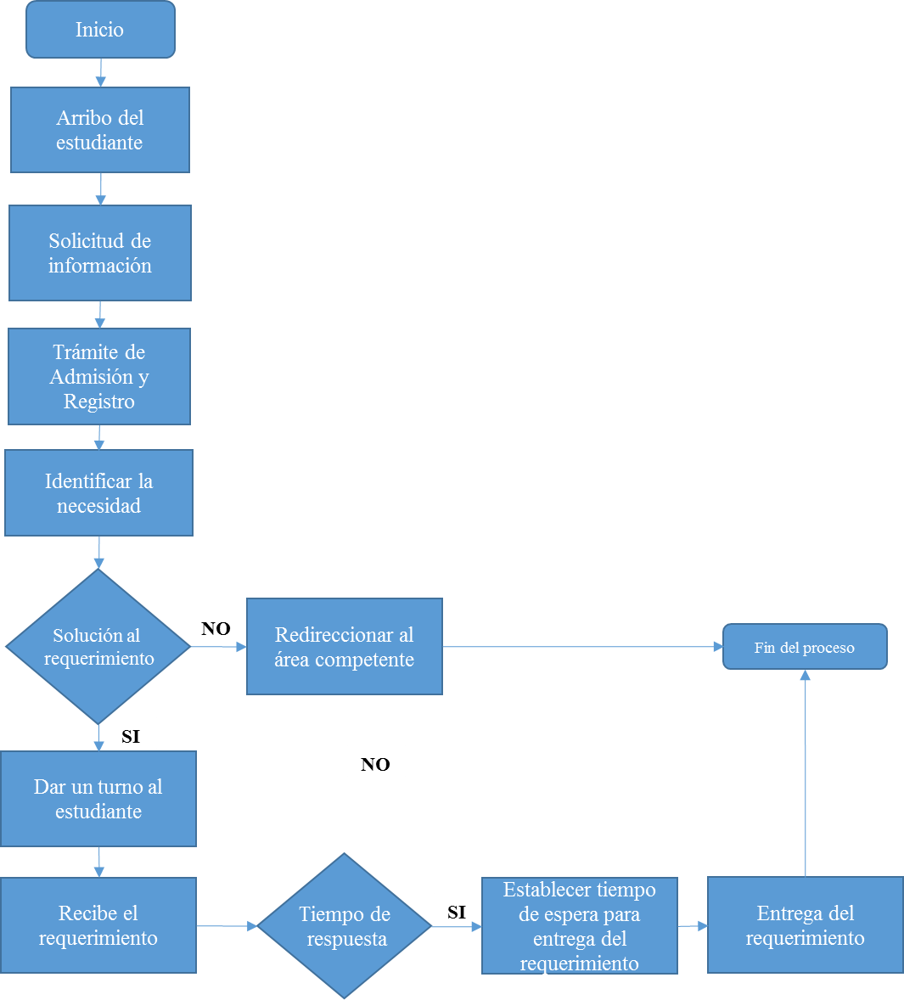 Inicio
Arribo del
estudiante
Solicitud de
información
Trámite de
Admisión y
Registro
Identificar la
necesidad
Solución al
requerimiento
NO
Redireccionar al
área competente
Fin del proceso
SI
NO
Dar un turno al
estudiante
Recibe el
requerimiento
Tiempo de
respuesta
SI
Establecer tiempo
de espera para
entrega del
requerimiento
Entrega del
requerimiento